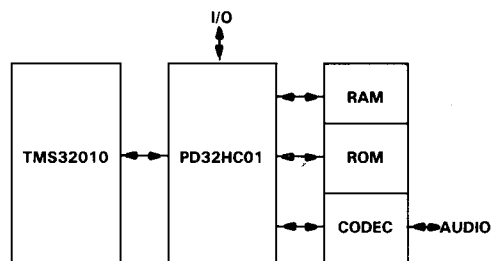 I/O
TMS32010
PD32HC01
RAM
ROM
CODEC
AUDIO